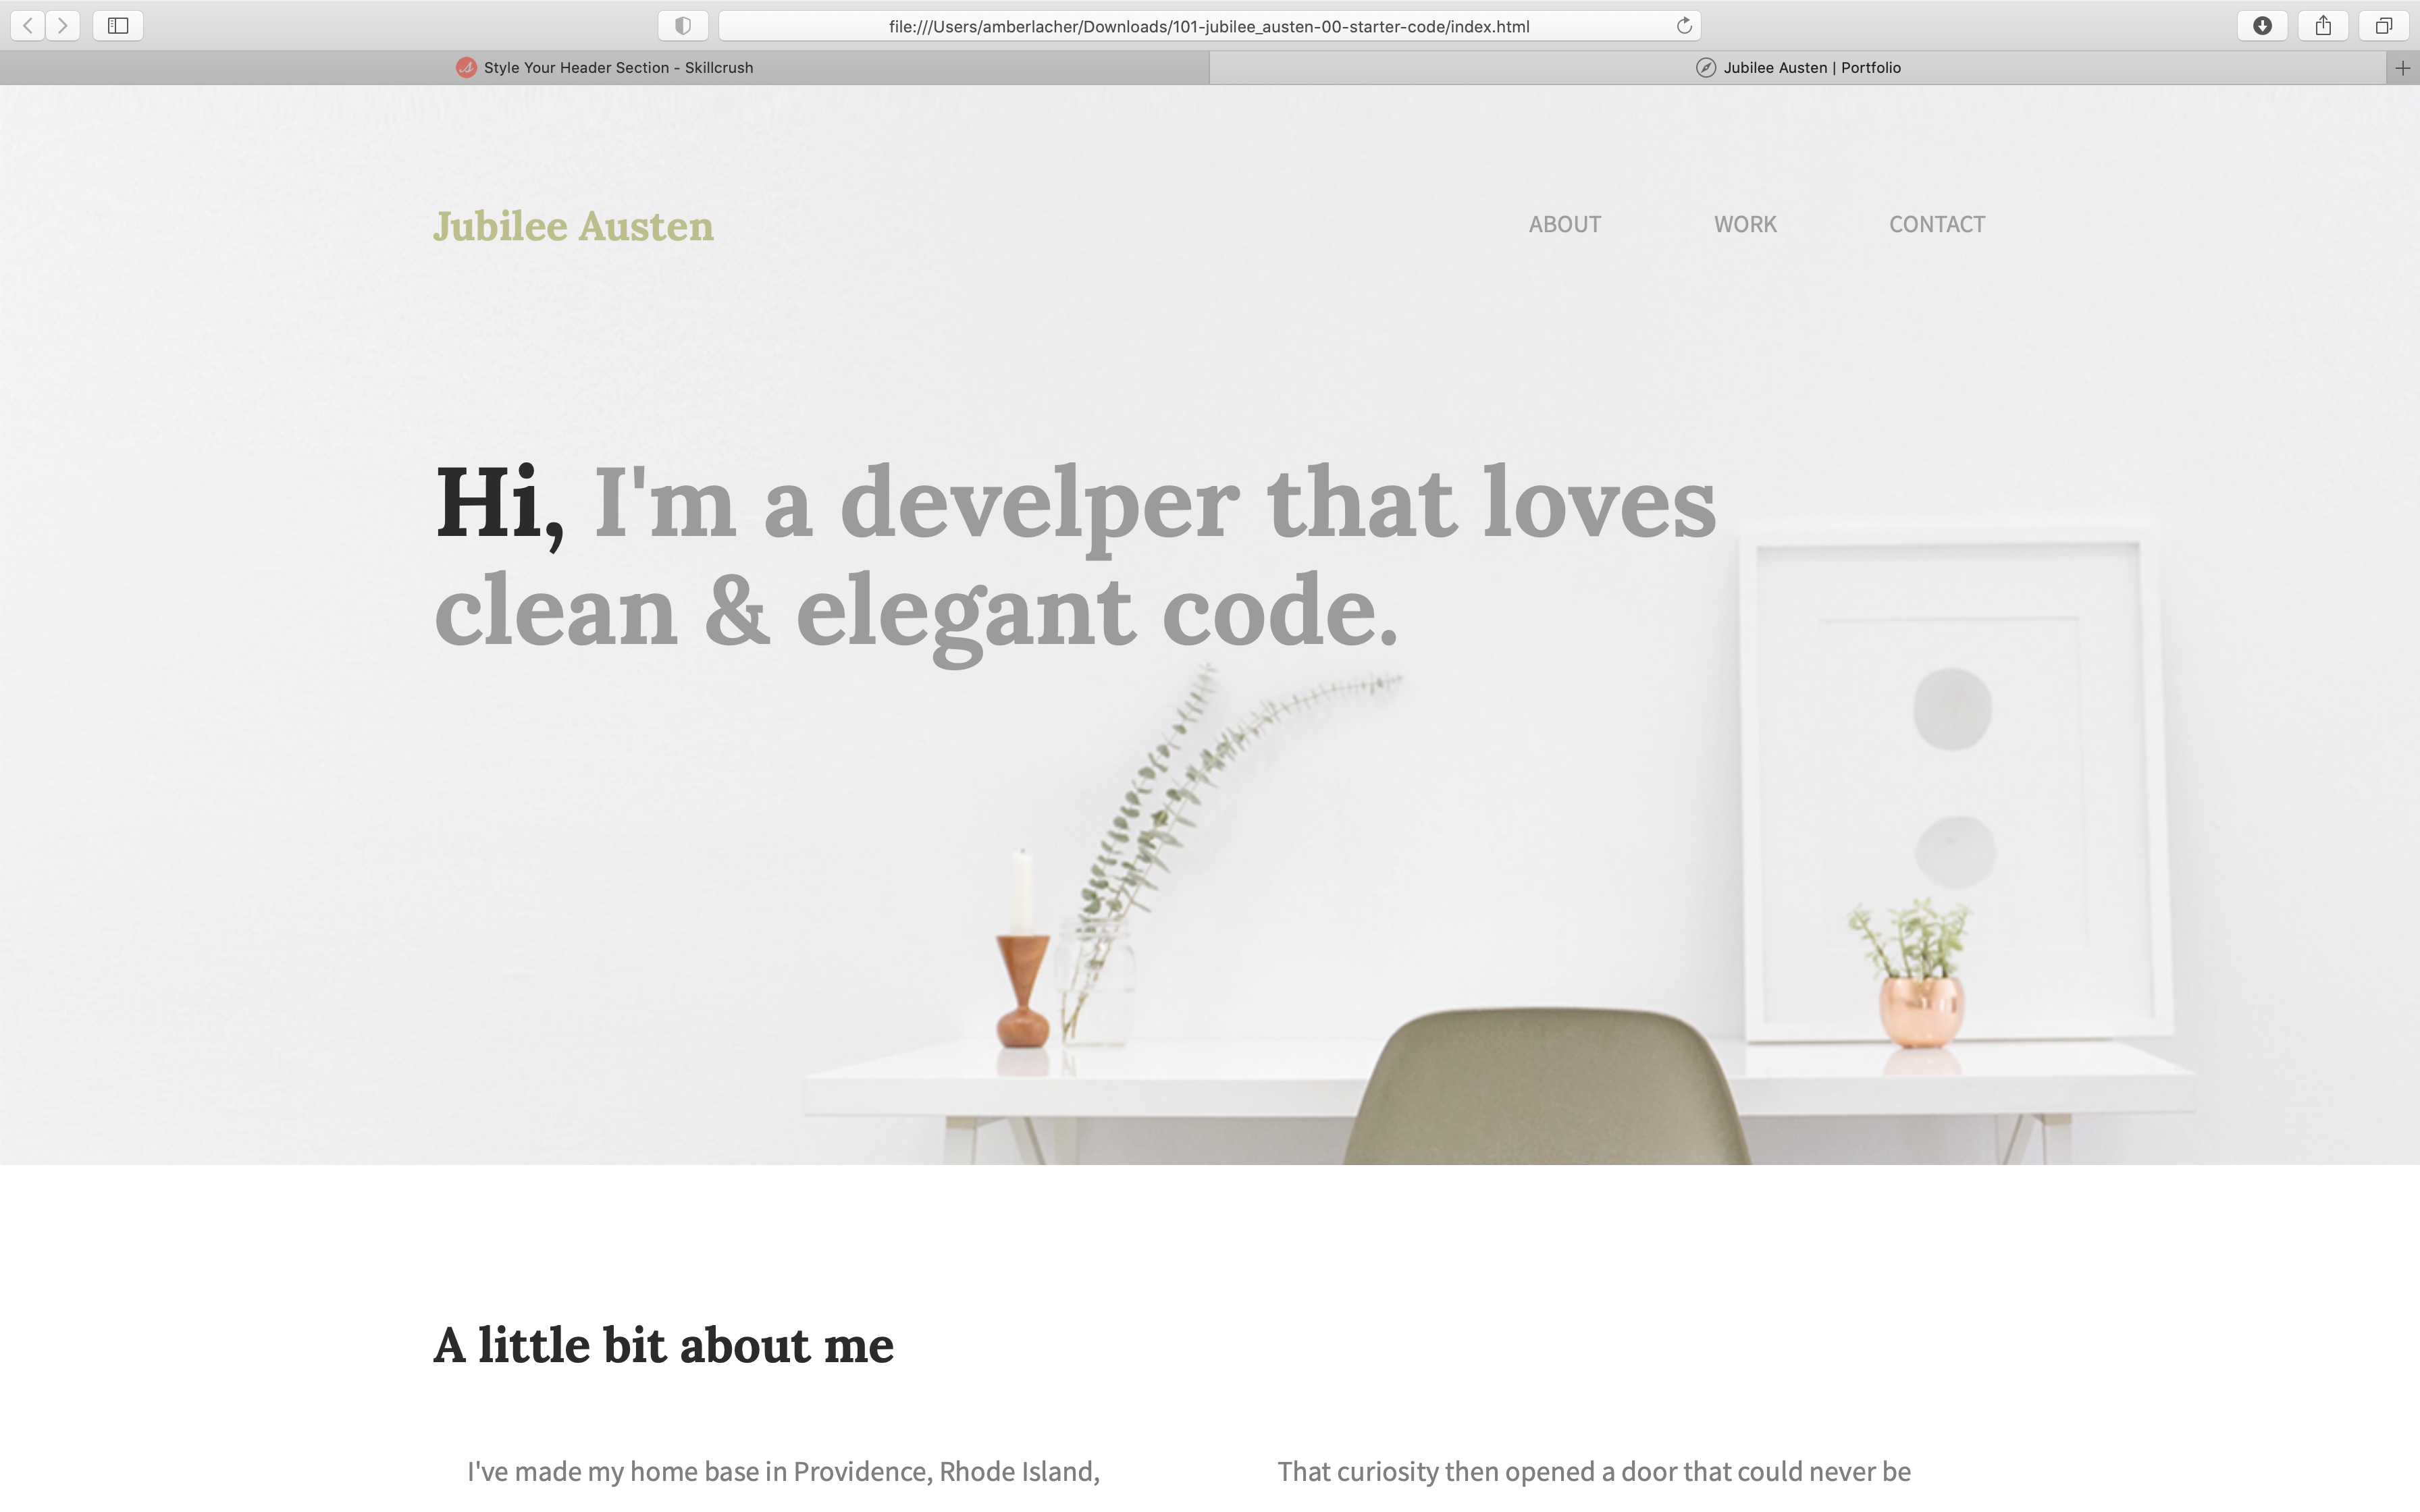 file:///Users/amberlacher/Downloads/101-jubilee_austen-00-starter-code/index.html
Style Your Header Section - Skillcrush
Jubilee Austen | Portfolio
Jubilee Austen
ABOUT
WORK
CONTACT
Hi, I'm a develper that loves
clean & elegant code.
A little bit about me
I've made my home base in Providence, Rhode Island,
That curiosity then opened a door that could never be